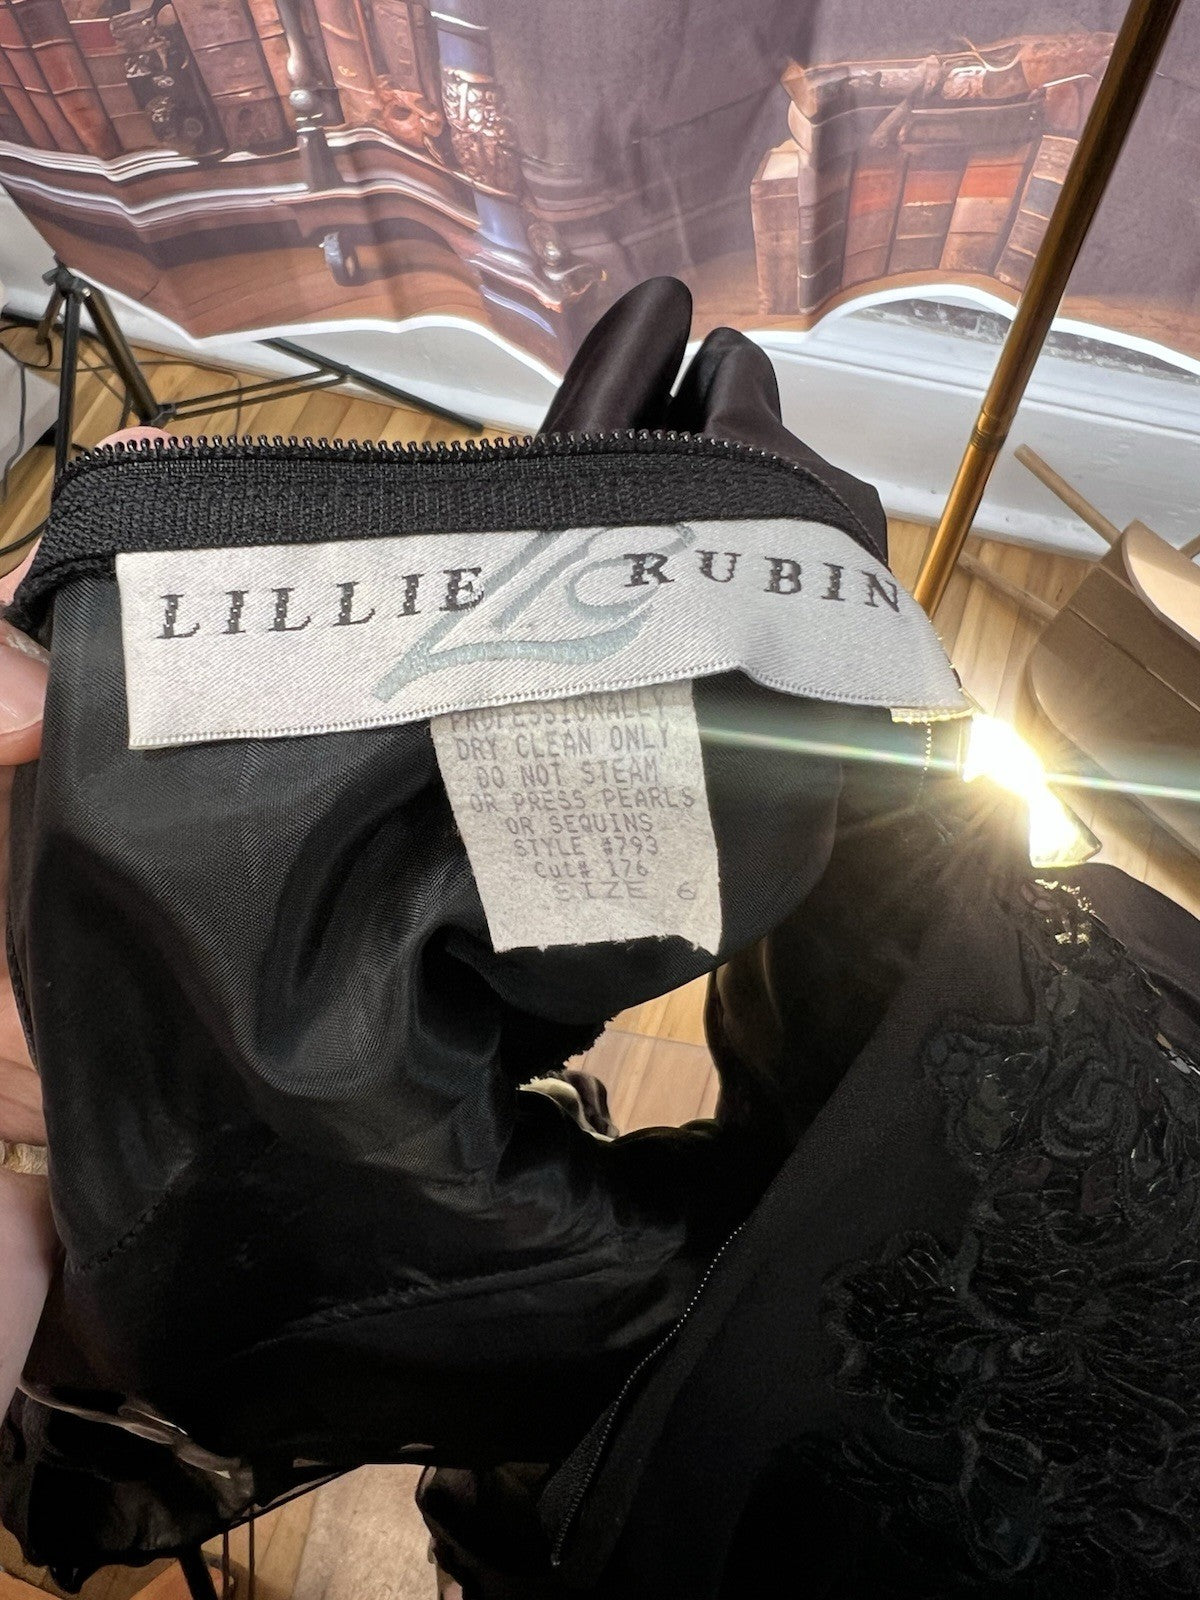 LILLIE RUBIN
PROFESSIONALLY
DRY CLEAN ONLY
DO NOT STEAM
OR PRESS PEARLS
OR SEQUINS
STYLE #793
Cut# 176
SIZE 6